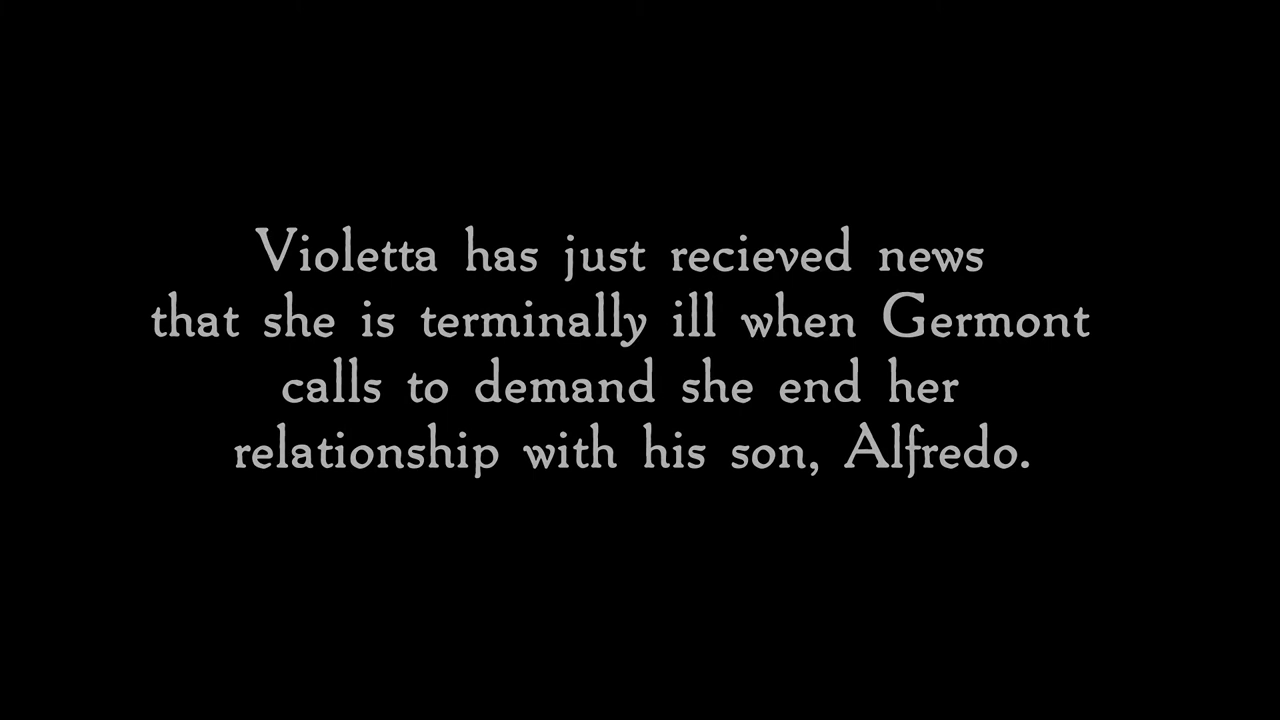 Violetta has just recieved news
that she is terminally ill when Germont
calls to demand she end her
relationship with his son, Alfredo.